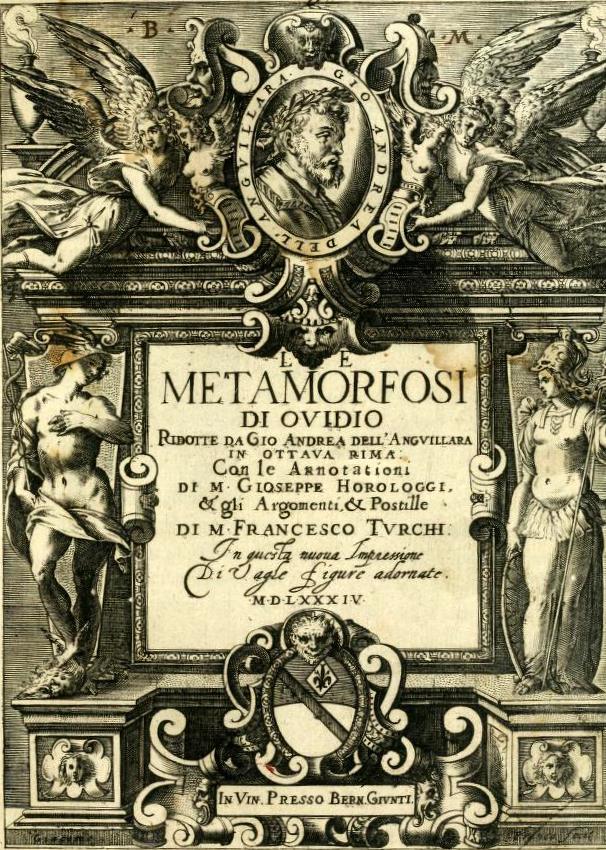 · B ·
· M ·
GIO ANDREA DELL' ANGVILLARA.
L E
METAMORFOSI
DI OVIDIO
RIDOTTE DA GIO ANDREA DELL'ANGVILLARA
IN OTTAVA RIMA:
Con le Annotationi
DI M. GIOSEPPE HOROLOGGI,
& gli Argomenti, & Postille
DI M. FRANCESCO TVRCHI.
In questa nuova Impressione
Di Vaghe figure adornate.
M·D·LXXXIV·
IN VIN. PRESSO BERN. GIVNTI.